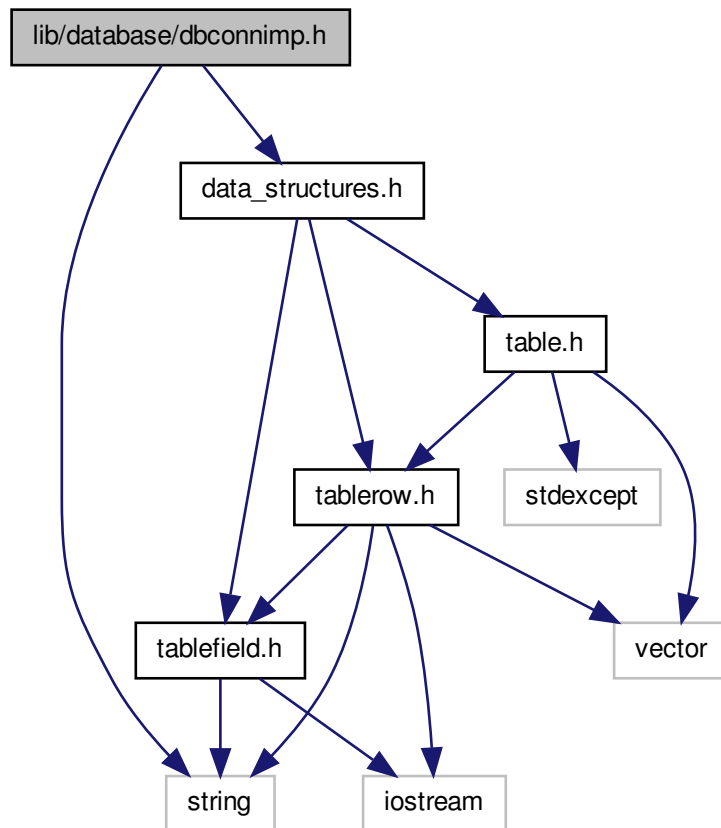 lib/database/dbconnimp.h
data_structures.h
table.h
tablerow.h
stdexcept
tablefield.h
vector
string
iostream